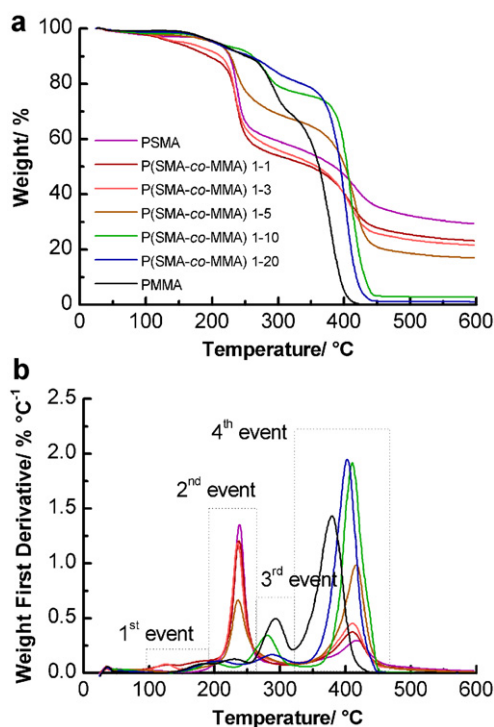 a
Weight/ %
100
80
60
40
20
0
PSMA
P(SMA-co-MMA) 1-1
P(SMA-co-MMA) 1-3
P(SMA-co-MMA) 1-5
P(SMA-co-MMA) 1-10
P(SMA-co-MMA) 1-20
PMMA
0 100 200 300 400 500 600
Temperature/ °C
b
Weight First Derivative/ % °C⁻¹
2.5
2.0
1.5
1.0
0.5
0.0
4th event
2nd event
3rd event
1st event
0 100 200 300 400 500 600
Temperature/ °C